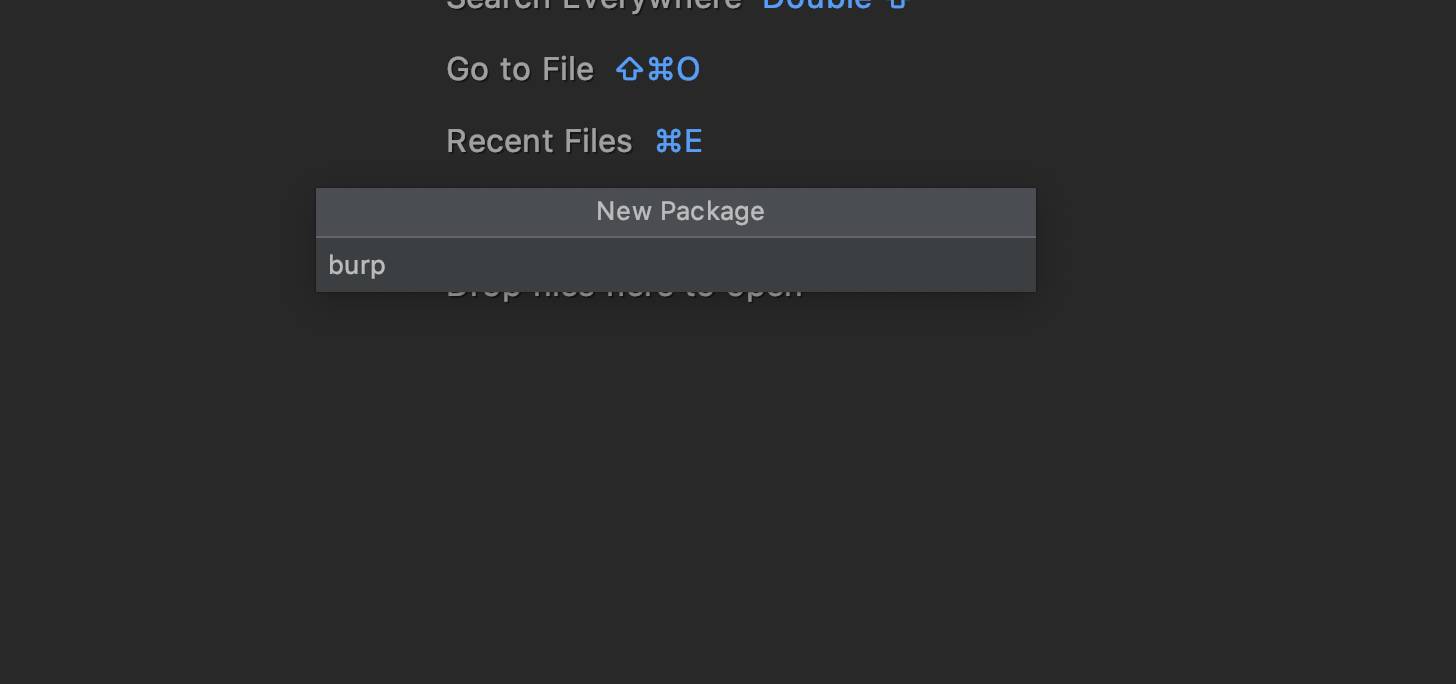 Search Everywhere Double ⇧
Go to File ⇧⌘O
Recent Files ⌘E
New Package
burp
Drop files here to open